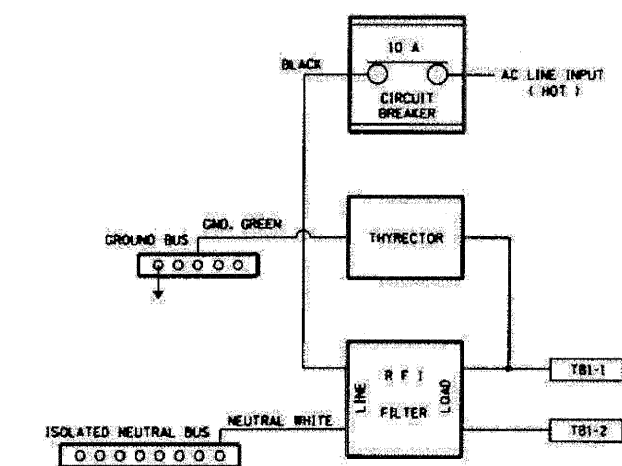 10 A
BLACK
AC LINE INPUT
( HOT )
CIRCUIT
BREAKER
GND. GREEN
GROUND BUS
THYRECTOR
LINE
R F I
FILTER
LOAD
TB1-1
NEUTRAL WHITE
TB1-2
ISOLATED NEUTRAL BUS